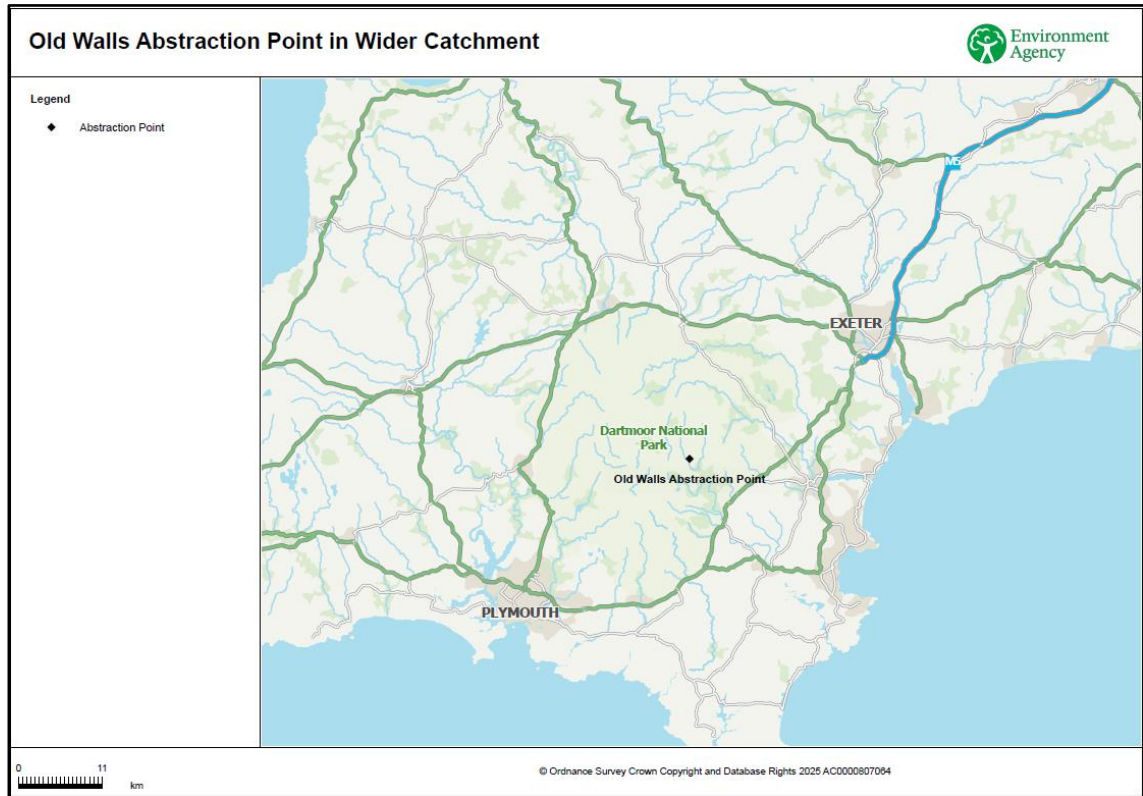 Old Walls Abstraction Point in Wider Catchment
Environment
Agency
Legend
Abstraction Point
M5
EXETER
Dartmoor National
Park
Old Walls Abstraction Point
PLYMOUTH
0 11
km
© Ordnance Survey Crown Copyright and Database Rights 2025 AC0000807064